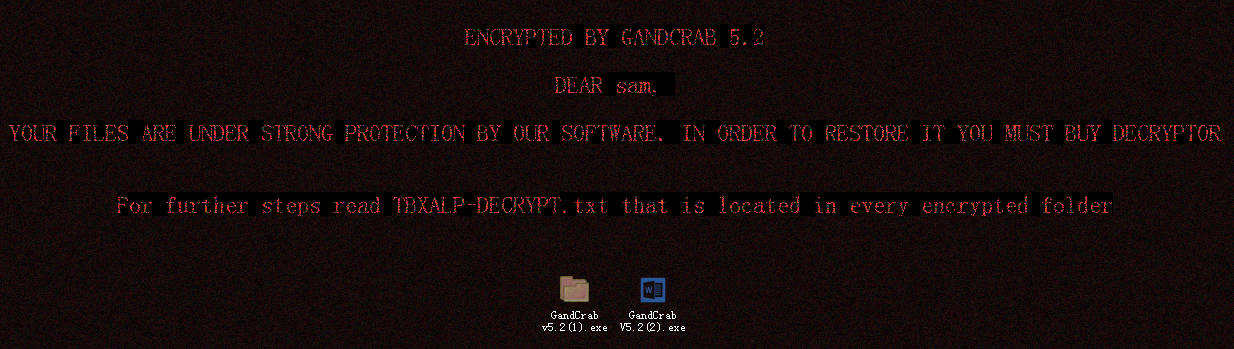 ENCRYPTED BY GANDCRAB 5.2
DEAR sam,
YOUR FILES ARE UNDER STRONG PROTECTION BY OUR SOFTWARE. IN ORDER TO RESTORE IT YOU MUST BUY DECRYPTOR
For further steps read TBXALP-DECRYPT.txt that is located in every encrypted folder
GandCrab
v5.2(1).exe
GandCrab
V5.2(2).exe